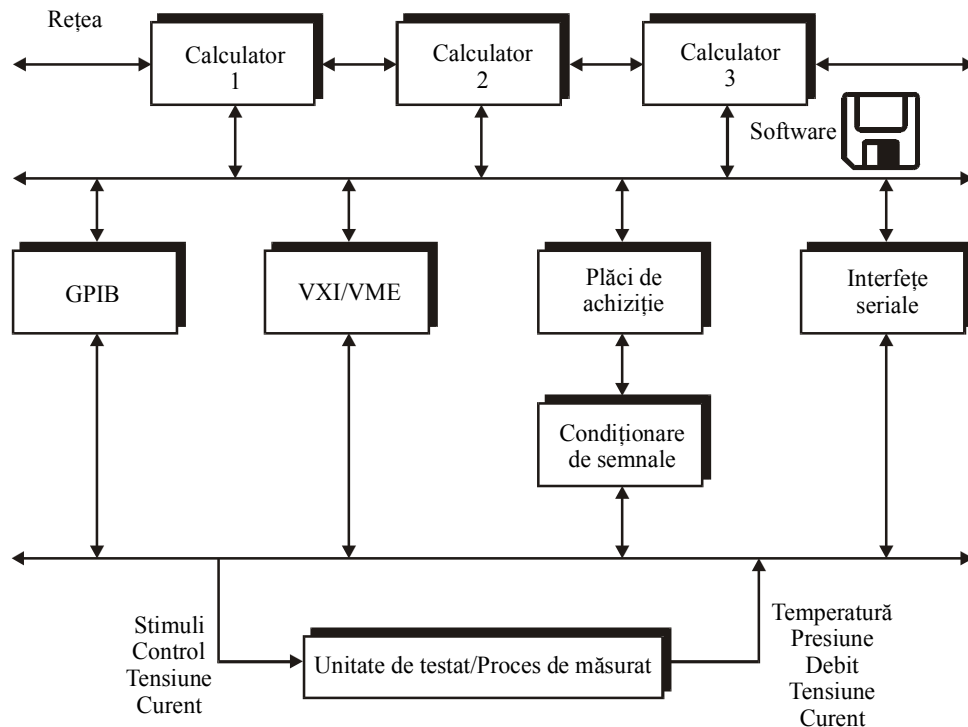 Rețea
Calculator
1
Calculator
2
Calculator
3
Software
GPIB
VXI/VME
Plăci de
achiziție
Interfețe
seriale
Condiționare
de semnale
Stimuli
Control
Tensiune
Curent
Unitate de testat/Proces de măsurat
Temperatură
Presiune
Debit
Tensiune
Curent